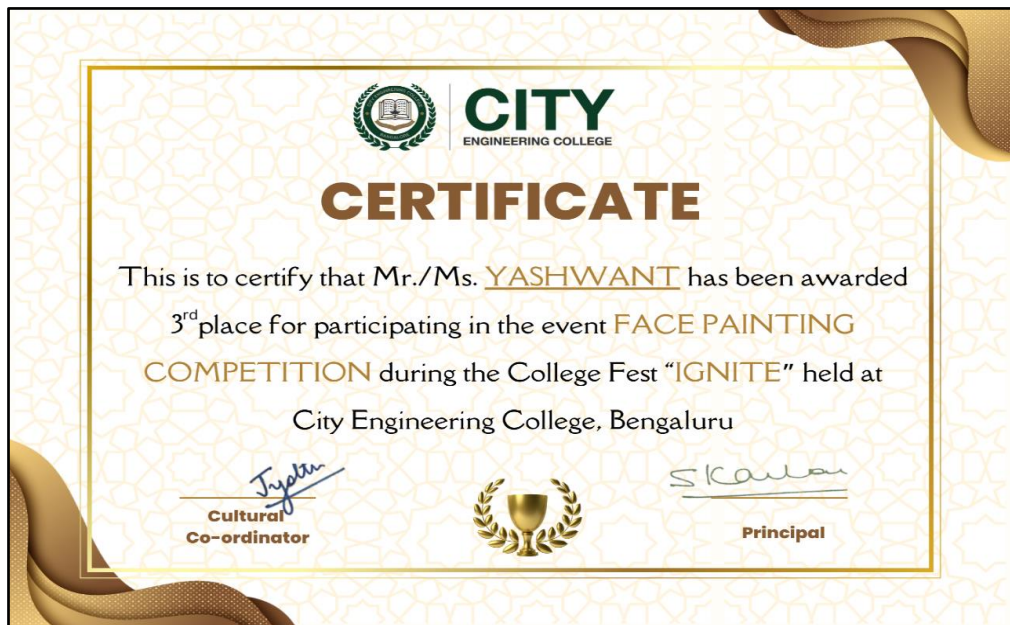 CITY
ENGINEERING COLLEGE
CERTIFICATE
This is to certify that Mr./Ms. YASHWANT has been awarded
3rd place for participating in the event FACE PAINTING
COMPETITION during the College Fest “IGNITE” held at
City Engineering College, Bengaluru
Cultural
Co-ordinator
Principal